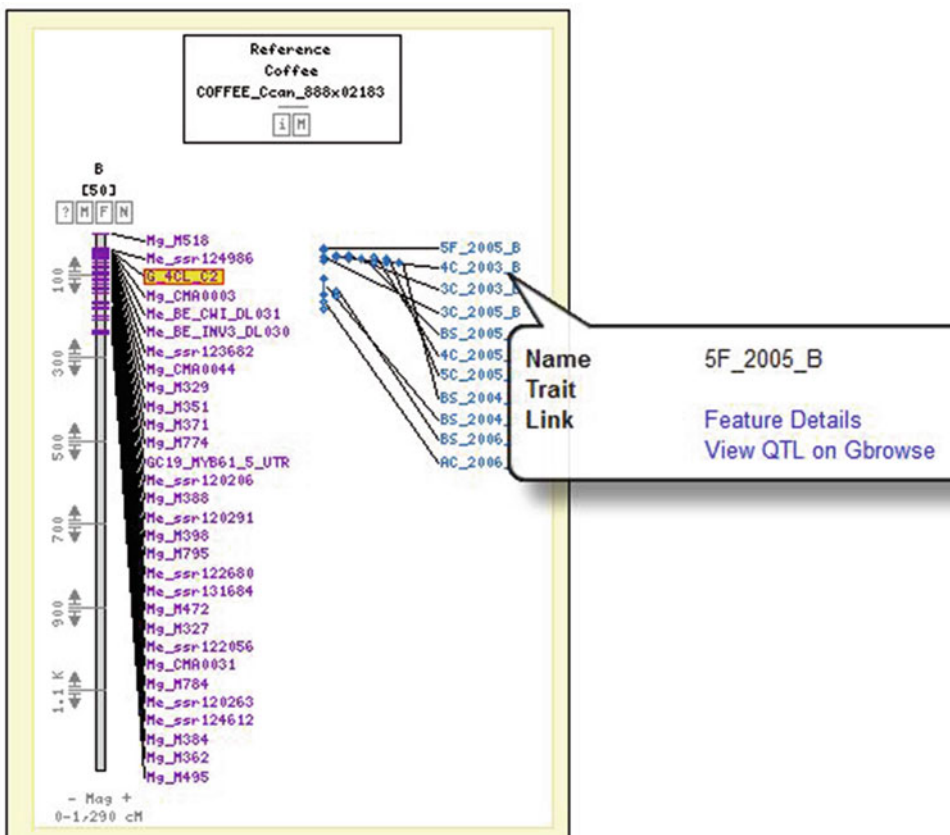 Reference
Coffee
COFFEE_Ccan_888x02183
i M
B
[50]
? M F N
100
300
500
700
900
1.1 K
Mg_M518
Me_ssr124986
G_4CL_C2
Mg_CMA0003
Me_BE_CWI_DL031
Me_BE_INV3_DL030
Me_ssr123682
Mg_CMA0044
Mg_M329
Mg_M351
Mg_M371
Mg_M774
GC19_MYB61_5_UTR
Me_ssr120206
Mg_M388
Me_ssr120291
Mg_M398
Mg_M795
Me_ssr122680
Me_ssr131684
Mg_M472
Mg_M327
Me_ssr122056
Mg_CMA0031
Mg_M784
Me_ssr120263
Me_ssr124612
Mg_M384
Mg_M362
Mg_M495
- Mag +
0-1,290 cM
5F_2005_B
4C_2003_B
3C_2003_B
3C_2005_B
BS_2005_
4C_2005_
5C_2005_
BS_2004_
BS_2004_
BS_2006_
AC_2006_
Name 5F_2005_B
Trait
Link Feature Details
View QTL on Gbrowse